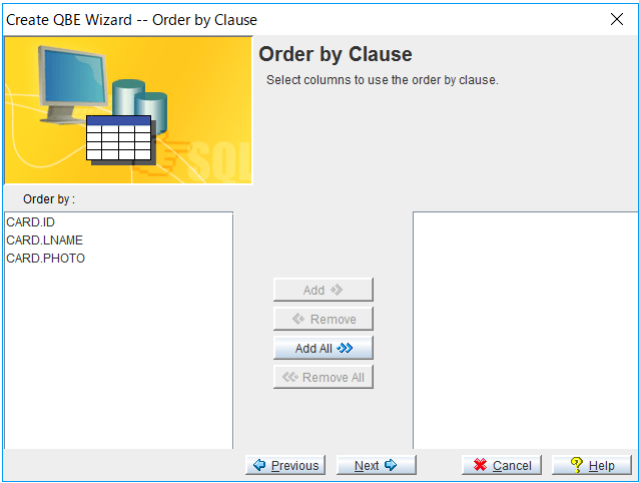 Create QBE Wizard -- Order by Clause
Order by Clause
Select columns to use the order by clause.
SQL
Order by :
CARD.ID
CARD.LNAME
CARD.PHOTO
Add
Remove
Add All
Remove All
Previous
Next
Cancel
Help